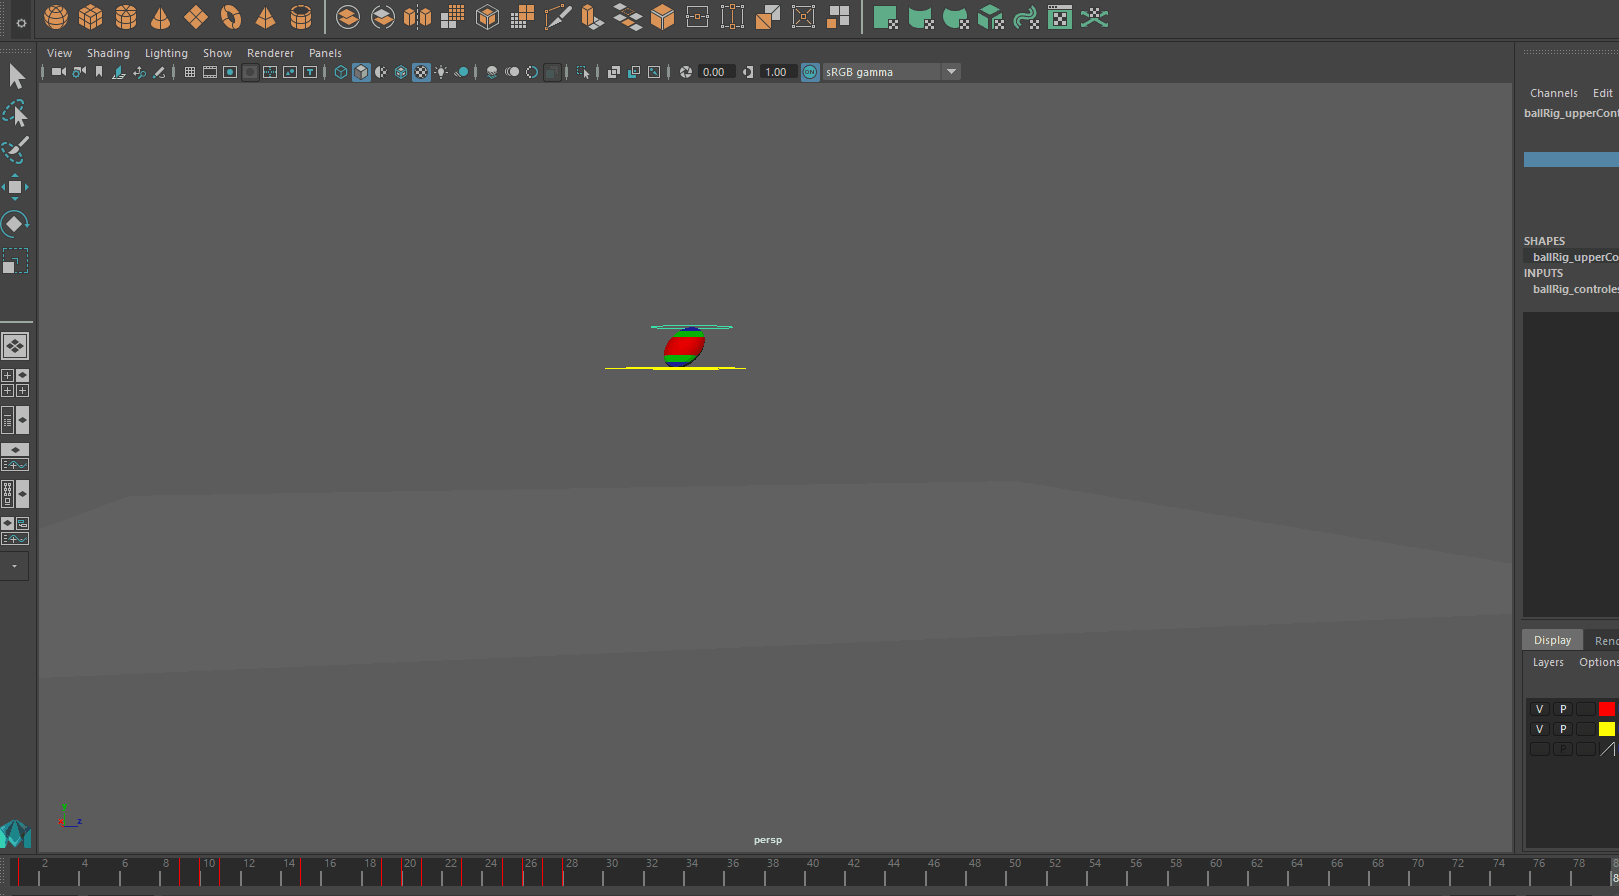 View Shading Lighting Show Renderer Panels
0.00 1.00 ON sRGB gamma
Channels Edit
ballRig_upperCont
SHAPES
ballRig_upperCo
INPUTS
ballRig_controles
Display Rend
Layers Options
V P
V P
P
y
z
persp
2 4 6 8 10 12 14 16 18 20 22 24 26 28 30 32 34 36 38 40 42 44 46 48 50 52 54 56 58 60 62 64 66 68 70 72 74 76 78 8
8